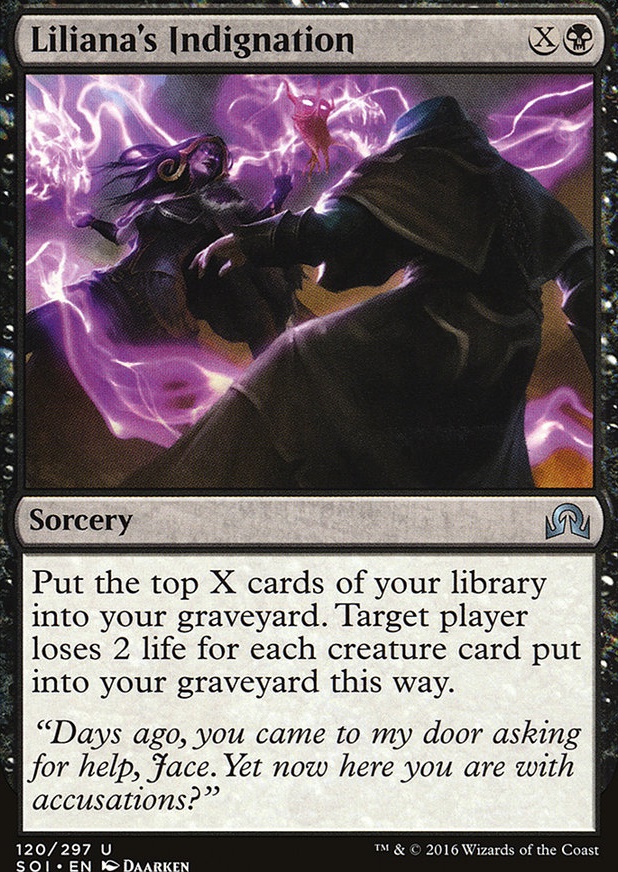 Liliana's Indignation X
Sorcery
Put the top X cards of your library
into your graveyard. Target player
loses 2 life for each creature card put
into your graveyard this way.
“Days ago, you came to my door asking
for help, Jace. Yet now here you are with
accusations?”
120/297 U
SOI • EN DAARKEN
™ & © 2016 Wizards of the Coast